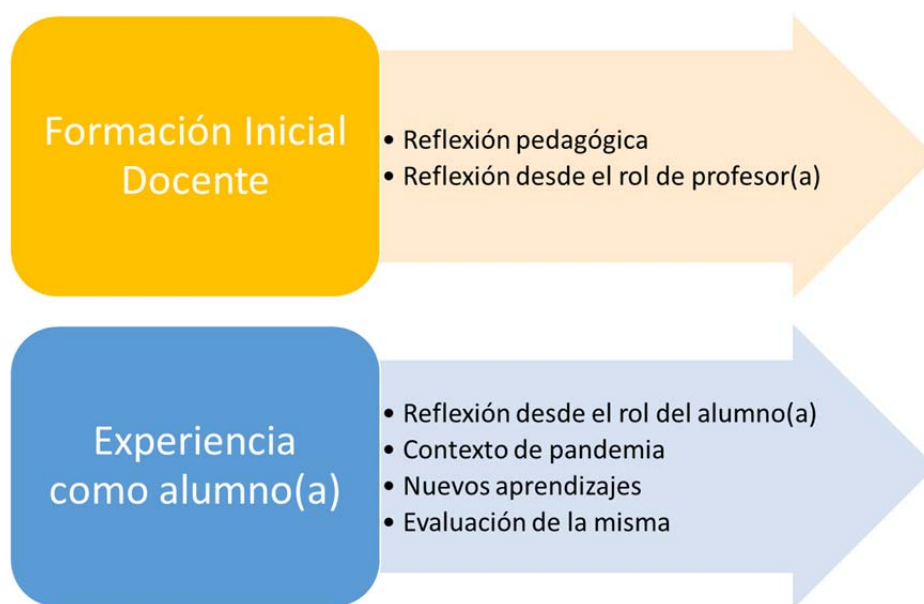 Formación Inicial
Docente
• Reflexión pedagógica
• Reflexión desde el rol de profesor(a)
Experiencia
como alumno(a)
• Reflexión desde el rol del alumno(a)
• Contexto de pandemia
• Nuevos aprendizajes
• Evaluación de la misma